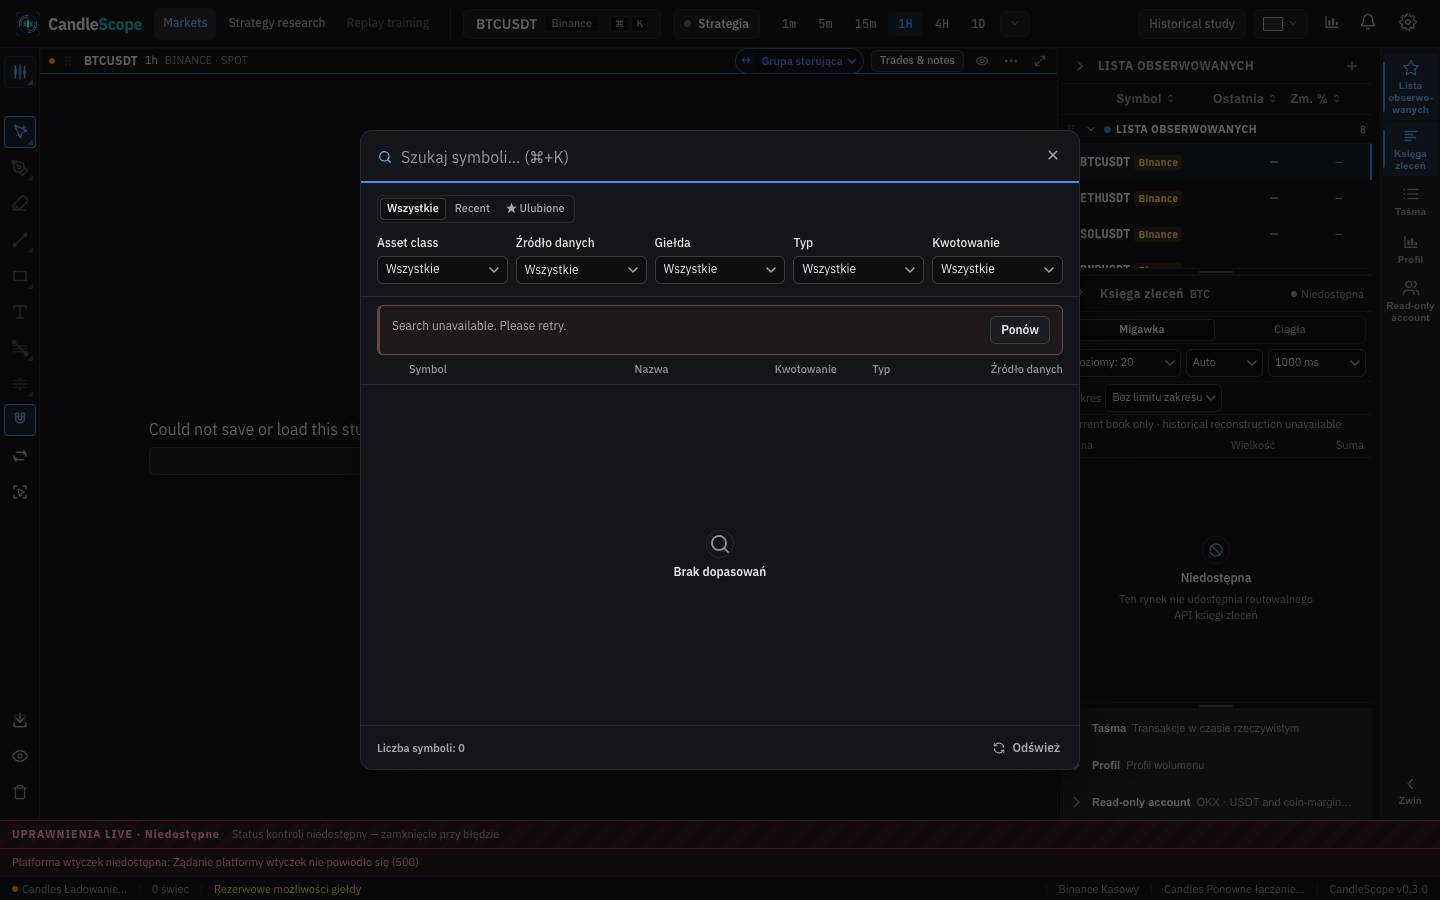 CandleScope Markets Strategy research Replay training BTCUSDT Binance ⌘ K Strategia 1m 5m 15m 1H 4H 1D Historical study
BTCUSDT 1h BINANCE · SPOT Grupa sterująca Trades & notes
LISTA OBSERWOWANYCH
Symbol Ostatnia Zm. %
LISTA OBSERWOWANYCH 8
BTCUSDT Binance — —
ETHUSDT Binance — —
SOLUSDT Binance — —
Lista
obserwo-
wanych
Księga
zleceń
Taśma
Profil
Read-only
account
Zwiń
Szukaj symboli... (⌘+K)
Wszystkie Recent ★ Ulubione
Asset class Źródło danych Giełda Typ Kwotowanie
Wszystkie Wszystkie Wszystkie Wszystkie Wszystkie
Search unavailable. Please retry. Ponów
Symbol Nazwa Kwotowanie Typ Źródło danych
Brak dopasowań
Liczba symboli: 0 Odśwież
Could not save or load this stu
Księga zleceń BTC Niedostępna
Migawka Ciągła
oziomy: 20 Auto 1000 ms
kres Bez limitu zakresu
rrent book only · historical reconstruction unavailable
na Wielkość Suma
Niedostępna
Ten rynek nie udostępnia routowalnego
API księgi zleceń
Taśma Transakcje w czasie rzeczywistym
Profil Profil wolumenu
Read-only account OKX · USDT and coin-margin...
UPRAWNIENIA LIVE · Niedostępne Status kontroli niedostępny — zamknięcie przy błędzie
Platforma wtyczek niedostępna: Żądanie platformy wtyczek nie powiodło się (500)
Candles Ładowanie... 0 świec Rezerwowe możliwości giełdy Binance Kasowy Candles Ponowne łączenie... CandleScope v0.3.0